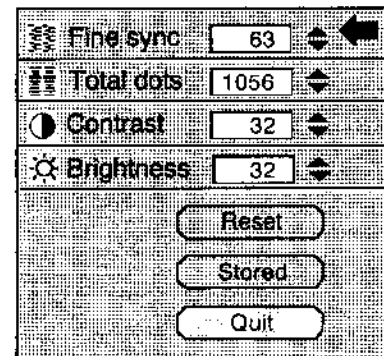 Fine sync 63
Total dots 1056
Contrast 32
Brightness 32
Reset
Stored
Quit